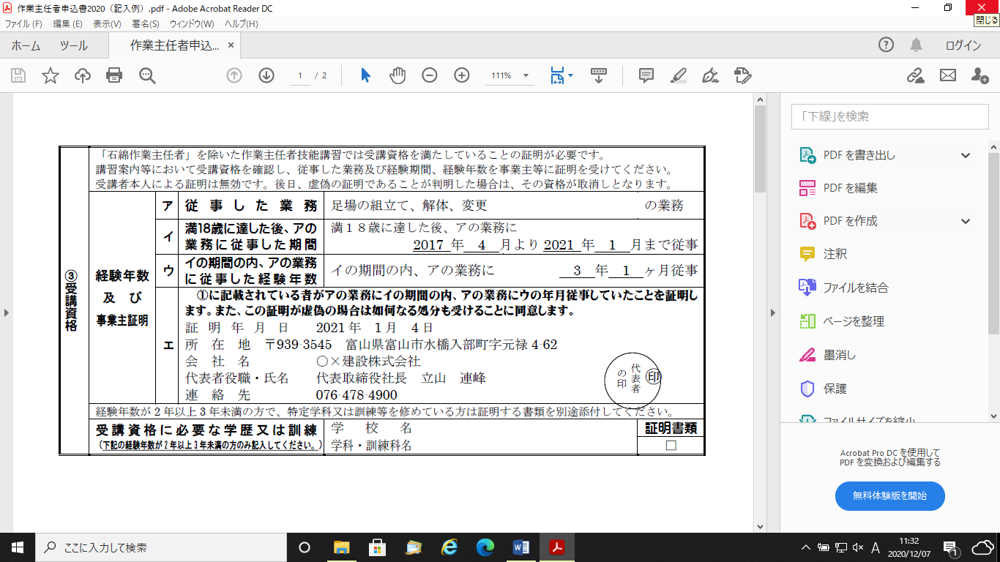 作業主任者申込書2020（記入例）.pdf - Adobe Acrobat Reader DC
閉じる
ファイル(F) 編集(E) 表示(V) 署名(S) ウィンドウ(W) ヘルプ(H)
ホーム ツール 作業主任者申込... × ログイン
1 / 2 111%
「下線」を検索
PDF を書き出し
PDF を編集
PDF を作成
注釈
ファイルを結合
ページを整理
墨消し
保護
ファイルサイズを縮小
Acrobat Pro DC を使用して
PDF を変換および編集する
無料体験版を開始
③受講資格
「石綿作業主任者」を除いた作業主任者技能講習では受講資格を満たしていることの証明が必要です。
講習案内等において受講資格を確認し、従事した業務及び経験期間、経験年数を事業主等に証明を受けてください。
受講者本人による証明は無効です。後日、虚偽の証明であることが判明した場合は、その資格が取消しとなります。
経験年数
及び
事業主証明
ア 従事した業務 足場の組立て、解体、変更 の業務
イ 満18歳に達した後、アの
業務に従事した期間
満１８歳に達した後、アの業務に
2017 年 4 月より 2021 年 1 月まで従事
ウ イの期間の内、アの業務
に従事した経験年数
イの期間の内、アの業務に 3 年 1 ヶ月従事
エ ①に記載されている者がアの業務にイの期間の内、アの業務にウの年月従事していたことを証明し
ます。また、この証明が虚偽の場合は如何なる処分も受けることに同意します。
証明年月日 2021年 1月 4日
所在地 〒939-3545 富山県富山市水橋入部町字元禄 4-62
会社名 ○×建設株式会社
代表者役職・氏名 代表取締役社長 立山 連峰
連絡先 076-478-4900
代表者
の印
印
経験年数が２年以上３年未満の方で、特定学科又は訓練等を修めている方は証明する書類を別途添付してください。
受講資格に必要な学歴又は訓練
（下記の経験年数が２年以上３年未満の方のみ記入してください。）
学校名
学科・訓練科名
証明書類
□
ここに入力して検索
A
11:32
2020/12/07
1